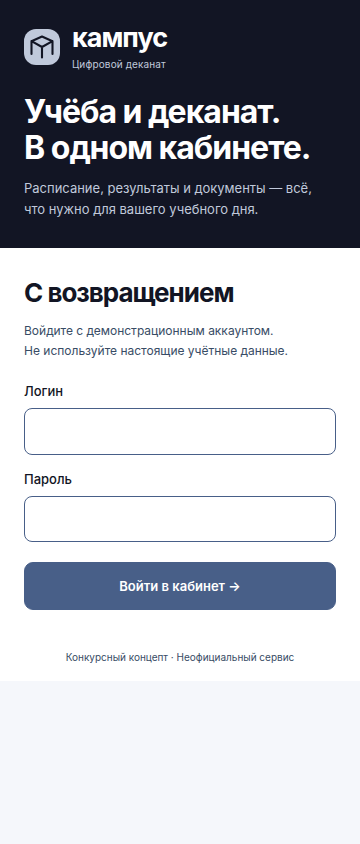 кампус
Цифровой деканат
Учёба и деканат.
В одном кабинете.
Расписание, результаты и документы — всё,
что нужно для вашего учебного дня.
С возвращением
Войдите с демонстрационным аккаунтом.
Не используйте настоящие учётные данные.
Логин
Пароль
Войти в кабинет →
Конкурсный концепт · Неофициальный сервис